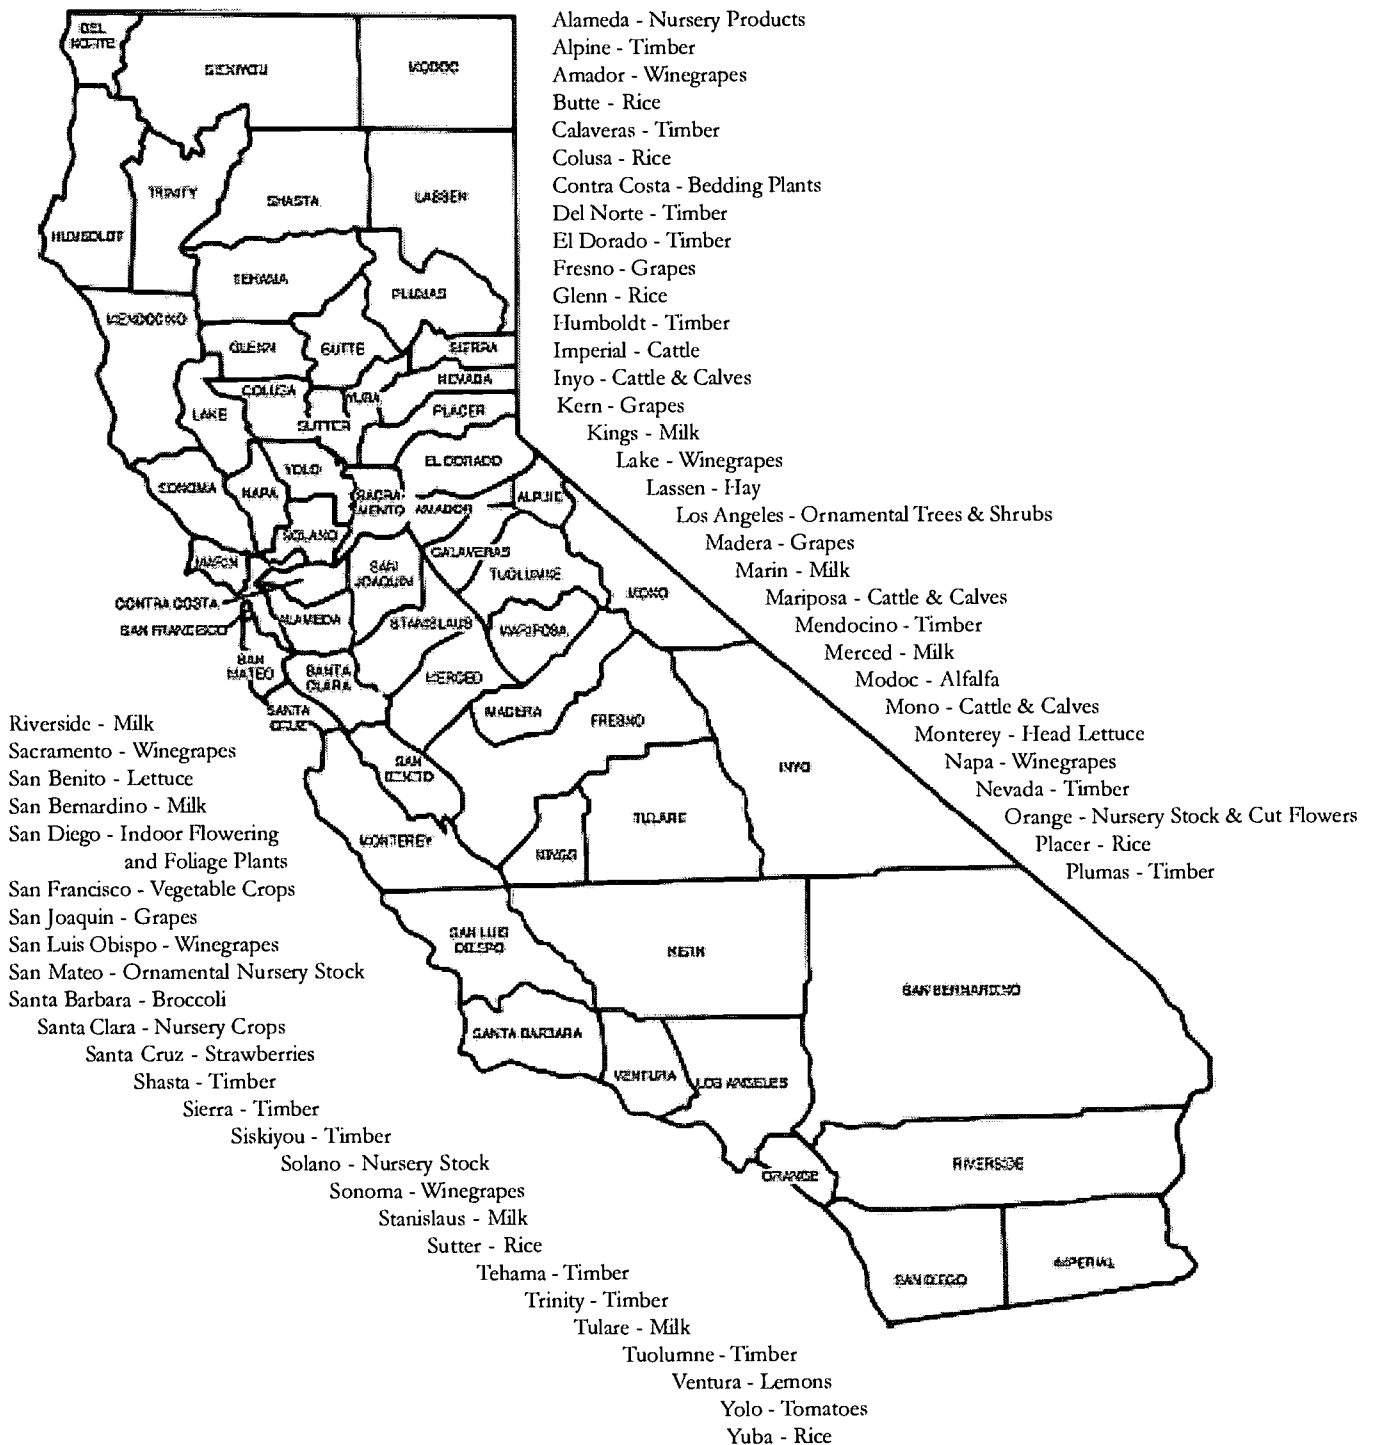 Alameda - Nursery Products
Alpine - Timber
Amador - Winegrapes
Butte - Rice
Calaveras - Timber
Colusa - Rice
Contra Costa - Bedding Plants
Del Norte - Timber
El Dorado - Timber
Fresno - Grapes
Glenn - Rice
Humboldt - Timber
Imperial - Cattle
Inyo - Cattle & Calves
Kern - Grapes
Kings - Milk
Lake - Winegrapes
Lassen - Hay
Los Angeles - Ornamental Trees & Shrubs
Madera - Grapes
Marin - Milk
Mariposa - Cattle & Calves
Mendocino - Timber
Merced - Milk
Modoc - Alfalfa
Mono - Cattle & Calves
Monterey - Head Lettuce
Napa - Winegrapes
Nevada - Timber
Orange - Nursery Stock & Cut Flowers
Placer - Rice
Plumas - Timber
Riverside - Milk
Sacramento - Winegrapes
San Benito - Lettuce
San Bernardino - Milk
San Diego - Indoor Flowering
and Foliage Plants
San Francisco - Vegetable Crops
San Joaquin - Grapes
San Luis Obispo - Winegrapes
San Mateo - Ornamental Nursery Stock
Santa Barbara - Broccoli
Santa Clara - Nursery Crops
Santa Cruz - Strawberries
Shasta - Timber
Sierra - Timber
Siskiyou - Timber
Solano - Nursery Stock
Sonoma - Winegrapes
Stanislaus - Milk
Sutter - Rice
Tehama - Timber
Trinity - Timber
Tulare - Milk
Tuolumne - Timber
Ventura - Lemons
Yolo - Tomatoes
Yuba - Rice
DEL
NORTE
SISKIYOU
MODOC
HUMBOLDT
TRINITY
SHASTA
LASSEN
TEHAMA
PLUMAS
MENDOCINO
GLENN
BUTTE
SIERRA
NEVADA
COLUSA
YUBA
PLACER
LAKE
SUTTER
EL DORADO
YOLO
SONOMA
NAPA
SACRA-
MENTO
AMADOR
ALPINE
SOLANO
CALAVERAS
MARIN
SAN
JOAQUIN
TUOLUMNE
MONO
CONTRA COSTA
ALAMEDA
STANISLAUS
MARIPOSA
SAN FRANCISCO
SAN
MATEO
SANTA
CLARA
MERCED
SANTA
CRUZ
MADERA
FRESNO
SAN
BENITO
INYO
TULARE
MONTEREY
KINGS
SAN LUIS
OBISPO
KERN
SAN BERNARDINO
SANTA BARBARA
VENTURA
LOS ANGELES
RIVERSIDE
ORANGE
SAN DIEGO
IMPERIAL